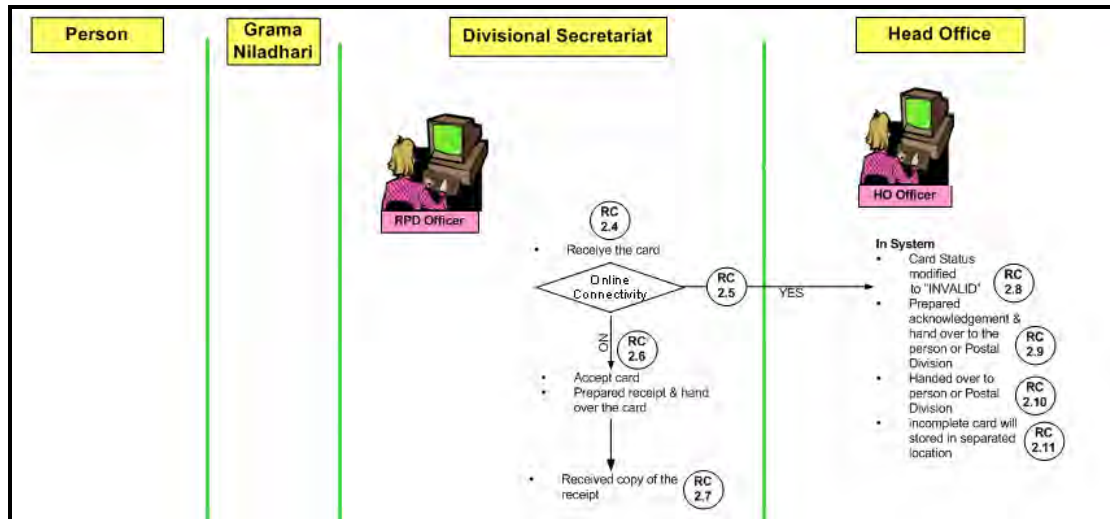 Person
Grama
Niladhari
Divisional Secretariat
Head Office
RPD Officer
HO Officer
RC
2.4
• Receive the card
Online
Connectivity
RC
2.5
YES
NO
RC
2.6
• Accept card
• Prepared receipt & hand
over the card
• Received copy of the
receipt
RC
2.7
In System
• Card Status
modified
to "INVALID"
RC
2.8
• Prepared
acknowledgement &
hand over to the
person or Postal
Division
RC
2.9
• Handed over to
person or Postal
Division
RC
2.10
• incomplete card will
stored in separated
location
RC
2.11